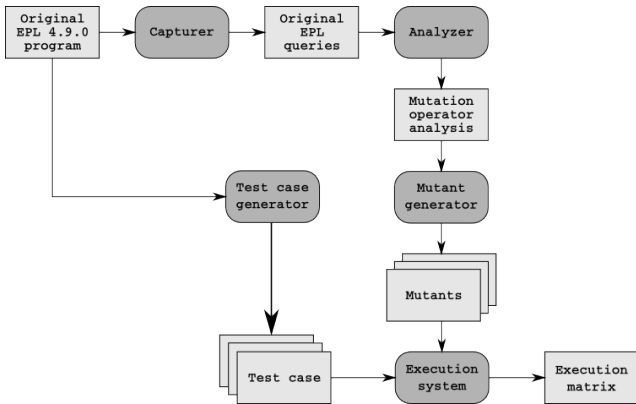 Original
EPL 4.9.0
program
Capturer
Original
EPL
queries
Analyzer
Mutation
operator
analysis
Test case
generator
Mutant
generator
Mutants
Test case
Execution
system
Execution
matrix